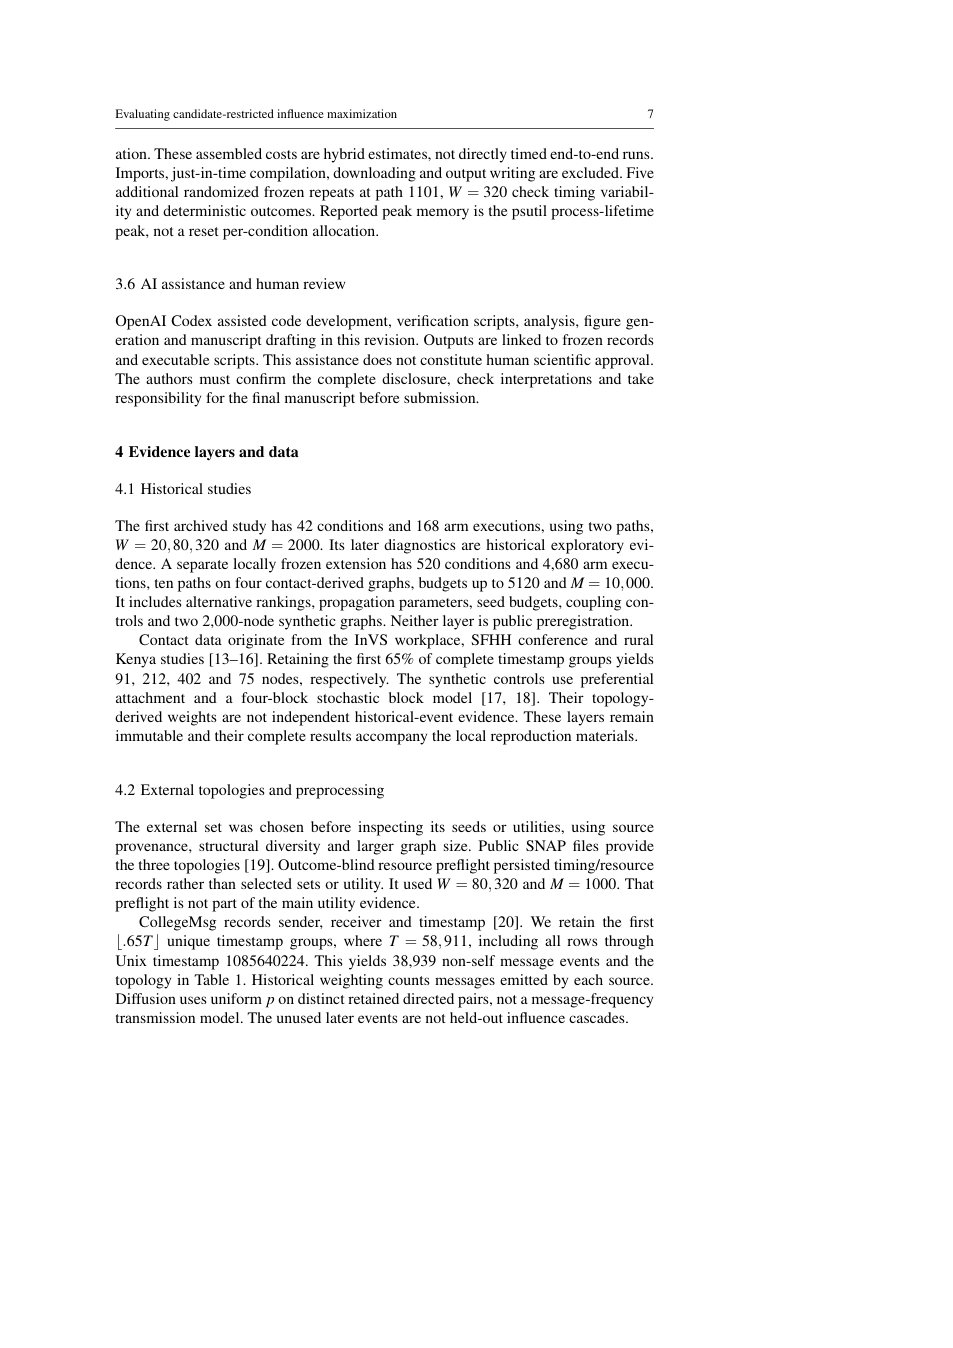 Evaluating candidate-restricted influence maximization 7
ation. These assembled costs are hybrid estimates, not directly timed end-to-end runs.
Imports, just-in-time compilation, downloading and output writing are excluded. Five
additional randomized frozen repeats at path 1101, W = 320 check timing variabil-
ity and deterministic outcomes. Reported peak memory is the psutil process-lifetime
peak, not a reset per-condition allocation.
3.6 AI assistance and human review
OpenAI Codex assisted code development, verification scripts, analysis, figure gen-
eration and manuscript drafting in this revision. Outputs are linked to frozen records
and executable scripts. This assistance does not constitute human scientific approval.
The authors must confirm the complete disclosure, check interpretations and take
responsibility for the final manuscript before submission.
4 Evidence layers and data
4.1 Historical studies
The first archived study has 42 conditions and 168 arm executions, using two paths,
W = 20,80,320 and M = 2000. Its later diagnostics are historical exploratory evi-
dence. A separate locally frozen extension has 520 conditions and 4,680 arm execu-
tions, ten paths on four contact-derived graphs, budgets up to 5120 and M = 10,000.
It includes alternative rankings, propagation parameters, seed budgets, coupling con-
trols and two 2,000-node synthetic graphs. Neither layer is public preregistration.
Contact data originate from the InVS workplace, SFHH conference and rural
Kenya studies [13–16]. Retaining the first 65% of complete timestamp groups yields
91, 212, 402 and 75 nodes, respectively. The synthetic controls use preferential
attachment and a four-block stochastic block model [17, 18]. Their topology-
derived weights are not independent historical-event evidence. These layers remain
immutable and their complete results accompany the local reproduction materials.
4.2 External topologies and preprocessing
The external set was chosen before inspecting its seeds or utilities, using source
provenance, structural diversity and larger graph size. Public SNAP files provide
the three topologies [19]. Outcome-blind resource preflight persisted timing/resource
records rather than selected sets or utility. It used W = 80,320 and M = 1000. That
preflight is not part of the main utility evidence.
CollegeMsg records sender, receiver and timestamp [20]. We retain the first
⌊.65T⌋ unique timestamp groups, where T = 58,911, including all rows through
Unix timestamp 1085640224. This yields 38,939 non-self message events and the
topology in Table 1. Historical weighting counts messages emitted by each source.
Diffusion uses uniform p on distinct retained directed pairs, not a message-frequency
transmission model. The unused later events are not held-out influence cascades.